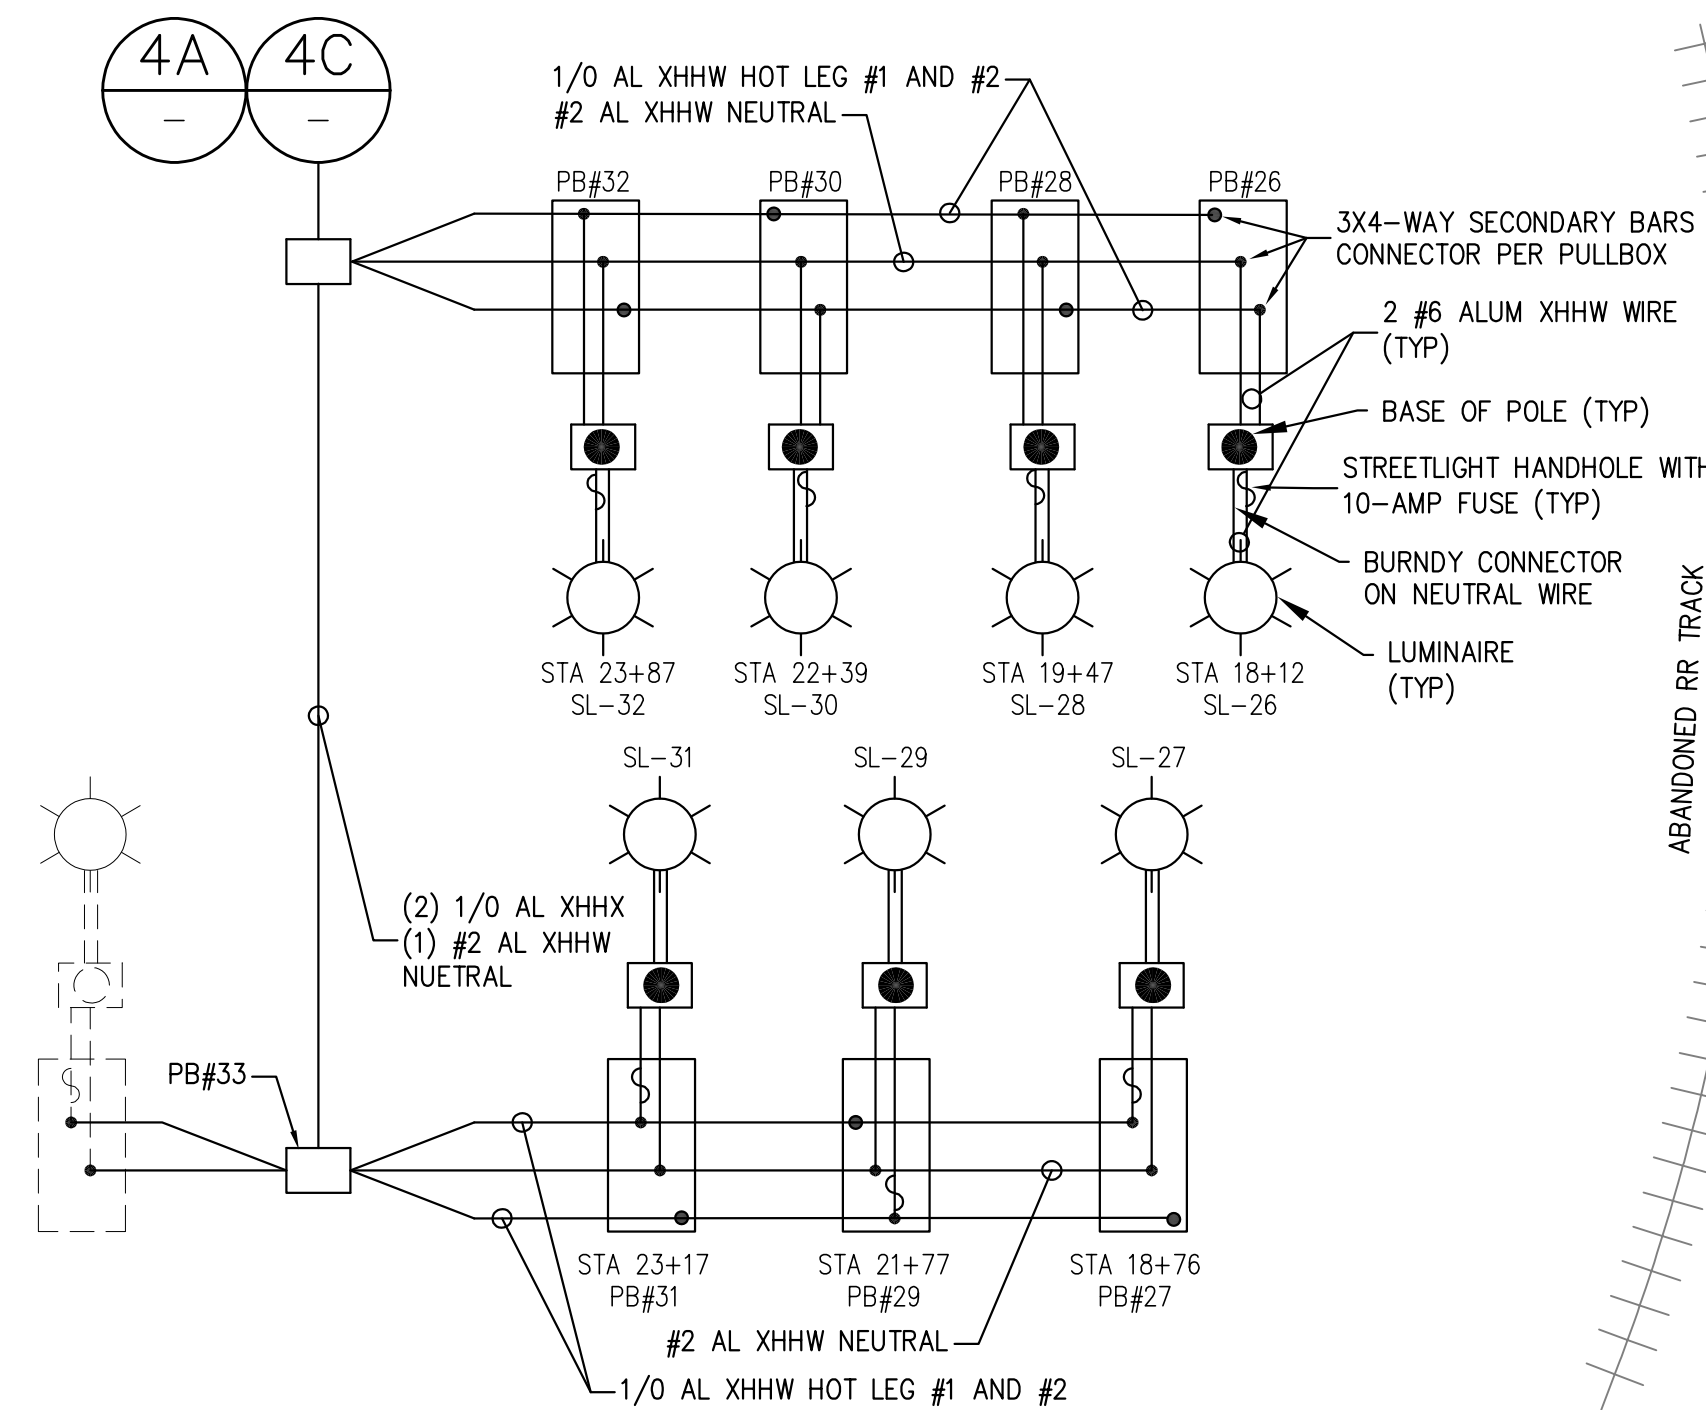 4A
4C
-
-
1/0 AL XHHW HOT LEG #1 AND #2
#2 AL XHHW NEUTRAL
PB#32
PB#30
PB#28
PB#26
3X4-WAY SECONDARY BARS
CONNECTOR PER PULLBOX
2 #6 ALUM XHHW WIRE
(TYP)
BASE OF POLE (TYP)
STREETLIGHT HANDHOLE WITH
10-AMP FUSE (TYP)
BURNDY CONNECTOR
ON NEUTRAL WIRE
LUMINAIRE
(TYP)
STA 23+87
SL-32
STA 22+39
SL-30
STA 19+47
SL-28
STA 18+12
SL-26
ABANDONED RR TRACK
SL-31
SL-29
SL-27
(2) 1/0 AL XHHX
(1) #2 AL XHHW
NUETRAL
PB#33
STA 23+17
PB#31
STA 21+77
PB#29
STA 18+76
PB#27
#2 AL XHHW NEUTRAL
1/0 AL XHHW HOT LEG #1 AND #2